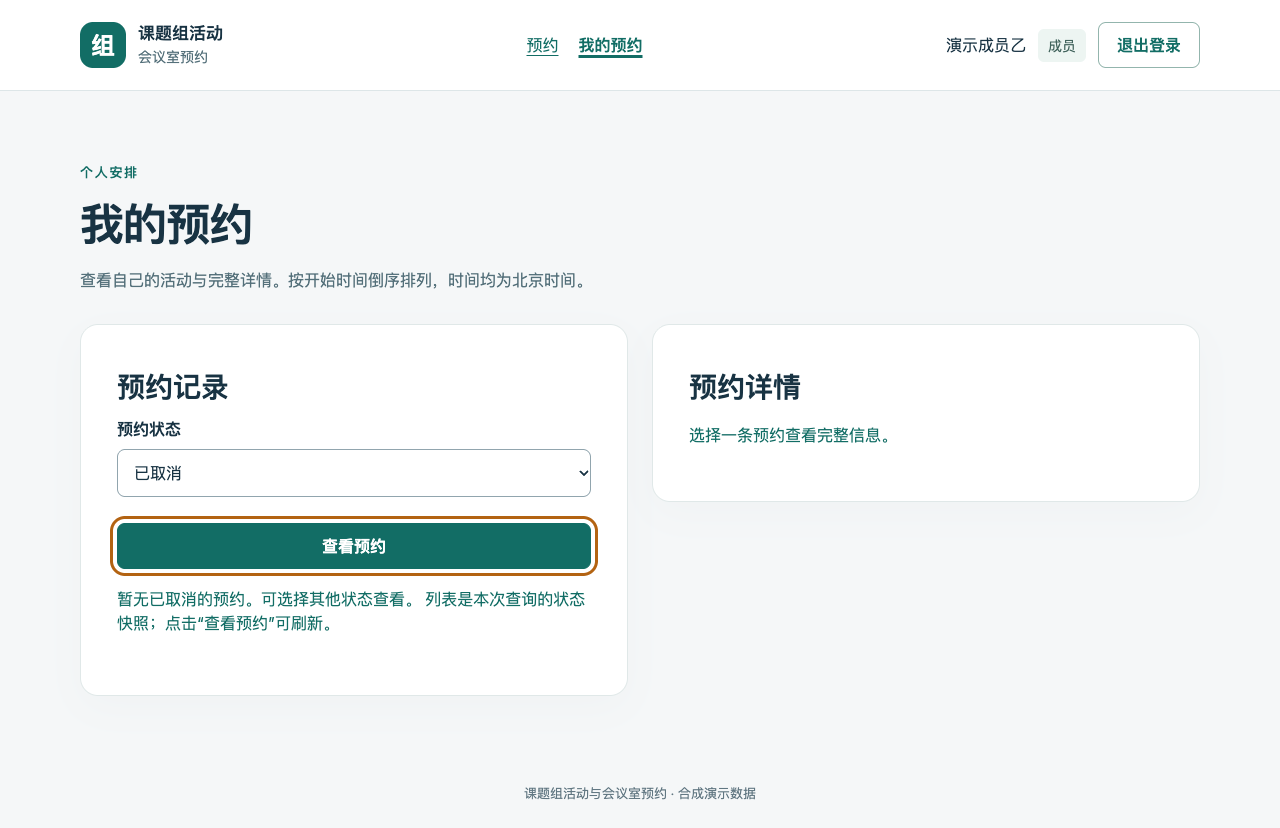 组
课题组活动
会议室预约
预约
我的预约
演示成员乙
成员
退出登录
个人安排
我的预约
查看自己的活动与完整详情。按开始时间倒序排列，时间均为北京时间。
预约记录
预约状态
已取消
查看预约
暂无已取消的预约。可选择其他状态查看。 列表是本次查询的状态
快照；点击“查看预约”可刷新。
预约详情
选择一条预约查看完整信息。
课题组活动与会议室预约 · 合成演示数据